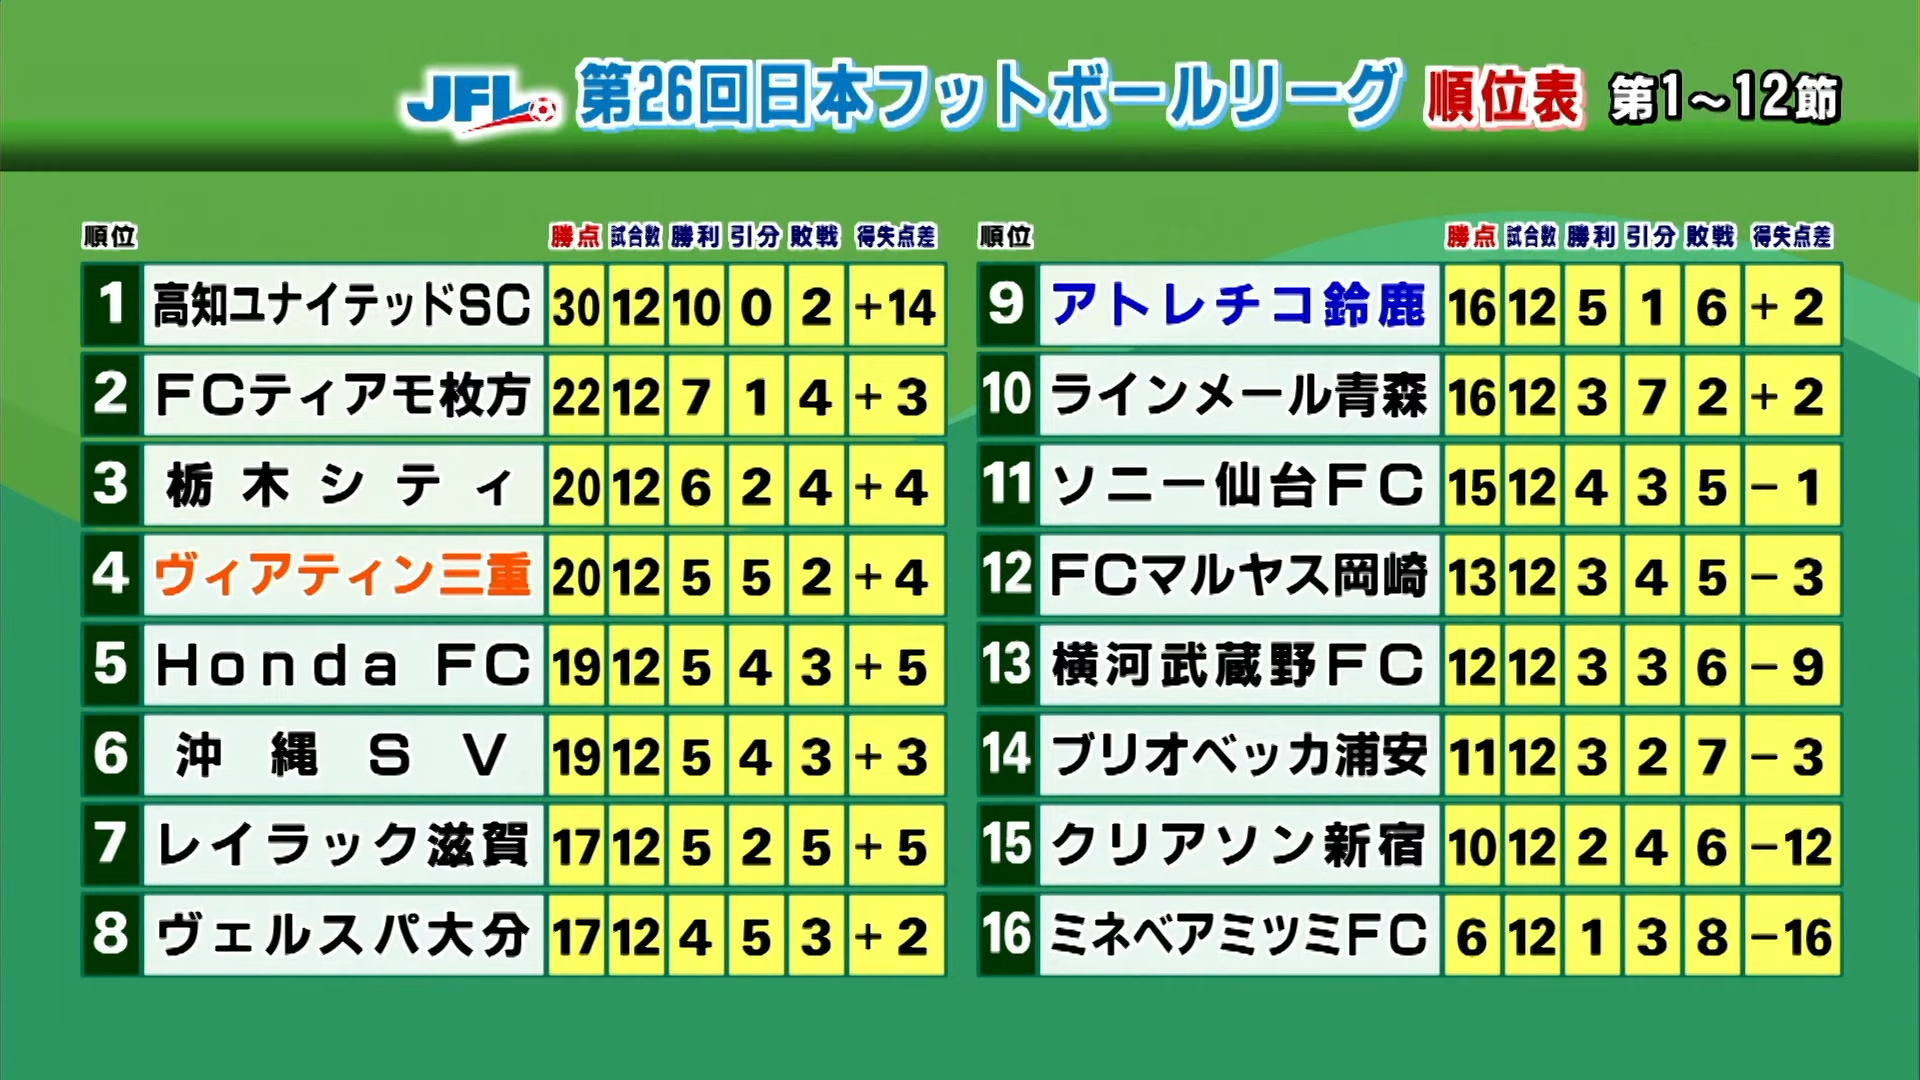 JFL 第26回日本フットボールリーグ 順位表 第1～12節
順位 勝点 試合数 勝利 引分 敗戦 得失点差
1 高知ユナイテッドSC 30 12 10 0 2 +14
2 FCティアモ枚方 22 12 7 1 4 +3
3 栃木シティ 20 12 6 2 4 +4
4 ヴィアティン三重 20 12 5 5 2 +4
5 Honda FC 19 12 5 4 3 +5
6 沖縄SV 19 12 5 4 3 +3
7 レイラック滋賀 17 12 5 2 5 +5
8 ヴェルスパ大分 17 12 4 5 3 +2
順位 勝点 試合数 勝利 引分 敗戦 得失点差
9 アトレチコ鈴鹿 16 12 5 1 6 +2
10 ラインメール青森 16 12 3 7 2 +2
11 ソニー仙台FC 15 12 4 3 5 -1
12 FCマルヤス岡崎 13 12 3 4 5 -3
13 横河武蔵野FC 12 12 3 3 6 -9
14 ブリオベッカ浦安 11 12 3 2 7 -3
15 クリアソン新宿 10 12 2 4 6 -12
16 ミネベアミツミFC 6 12 1 3 8 -16